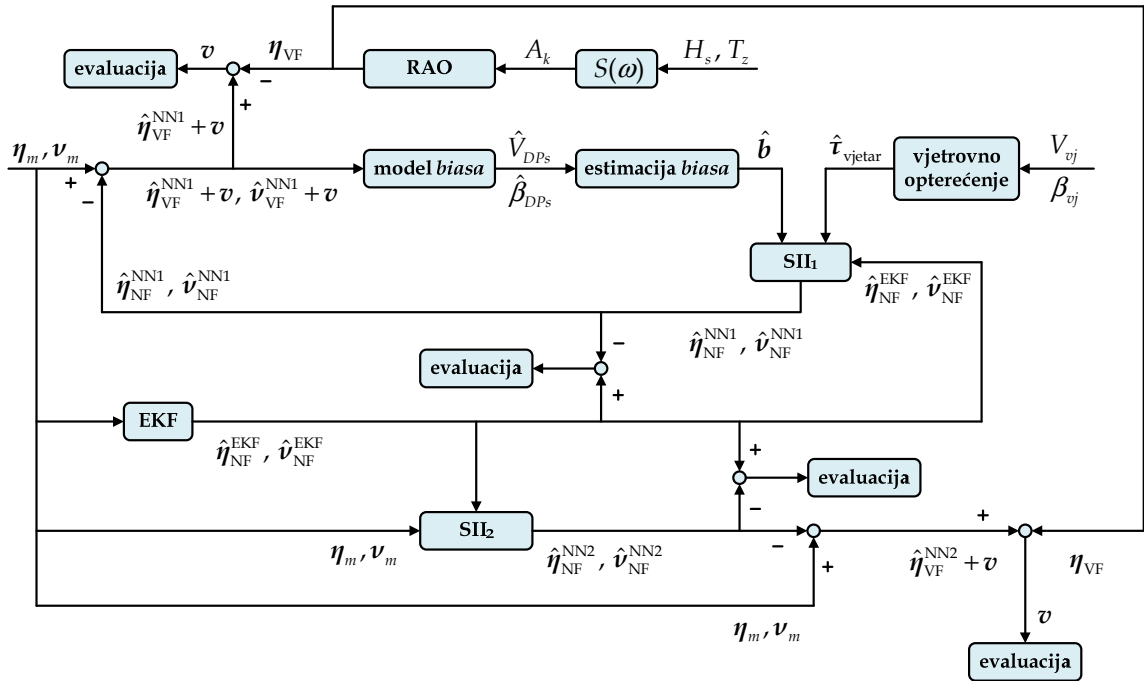 evaluacija
v
η_VF
−
+
RAO
A_k
S(ω)
H_s, T_z
η̂_VF^NN1 + v
η_m, ν_m
+
−
η̂_VF^NN1 + v, ν̂_VF^NN1 + v
model biasa
V̂_DPs
β̂_DPs
estimacija biasa
b̂
τ̂_vjetar
vjetrovno
opterećenje
V_vj
β_vj
SII₁
η̂_NF^NN1, ν̂_NF^NN1
η̂_NF^EKF, ν̂_NF^EKF
η̂_NF^NN1, ν̂_NF^NN1
−
evaluacija
+
EKF
η̂_NF^EKF, ν̂_NF^EKF
+
evaluacija
−
SII₂
η_m, ν_m
η̂_NF^NN2, ν̂_NF^NN2
−
+
+
−
η̂_VF^NN2 + v
η_VF
η_m, ν_m
v
evaluacija